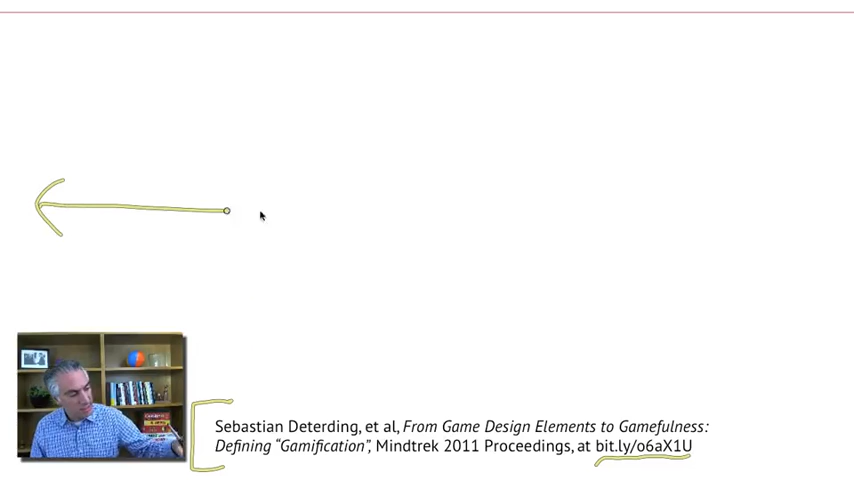 Sebastian Deterding, et al, From Game Design Elements to Gamefulness:
Defining "Gamification", Mindtrek 2011 Proceedings, at bit.ly/o6aX1U